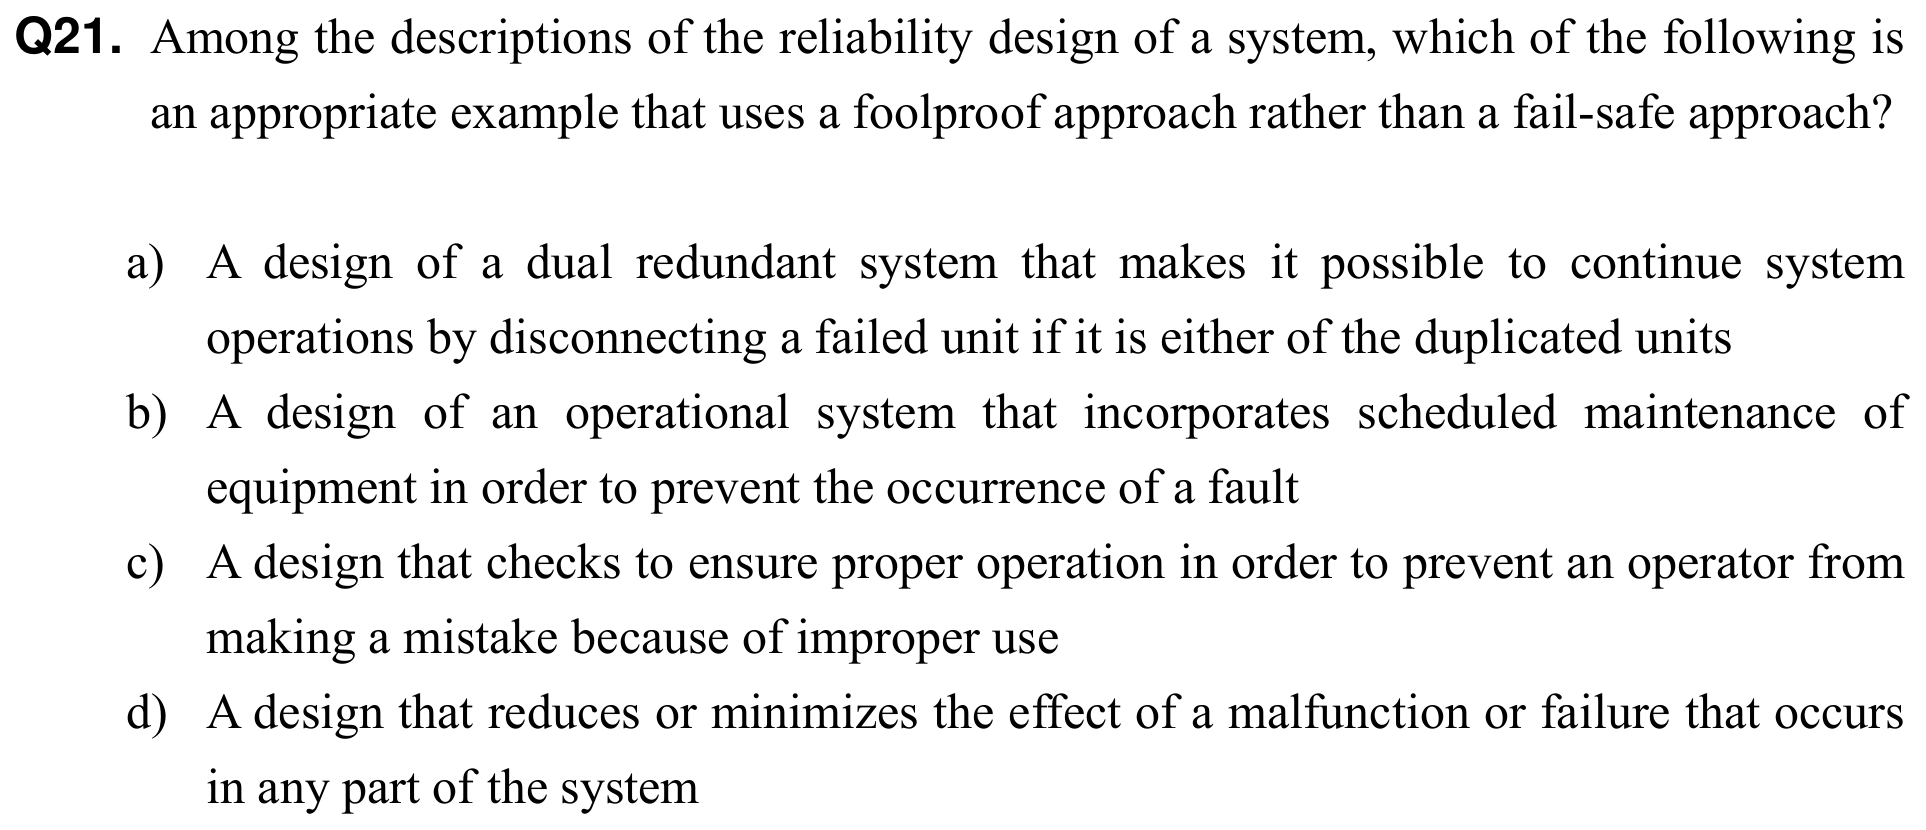 Q21. Among the descriptions of the reliability design of a system, which of the following is
an appropriate example that uses a foolproof approach rather than a fail-safe approach?
a) A design of a dual redundant system that makes it possible to continue system
operations by disconnecting a failed unit if it is either of the duplicated units
b) A design of an operational system that incorporates scheduled maintenance of
equipment in order to prevent the occurrence of a fault
c) A design that checks to ensure proper operation in order to prevent an operator from
making a mistake because of improper use
d) A design that reduces or minimizes the effect of a malfunction or failure that occurs
in any part of the system